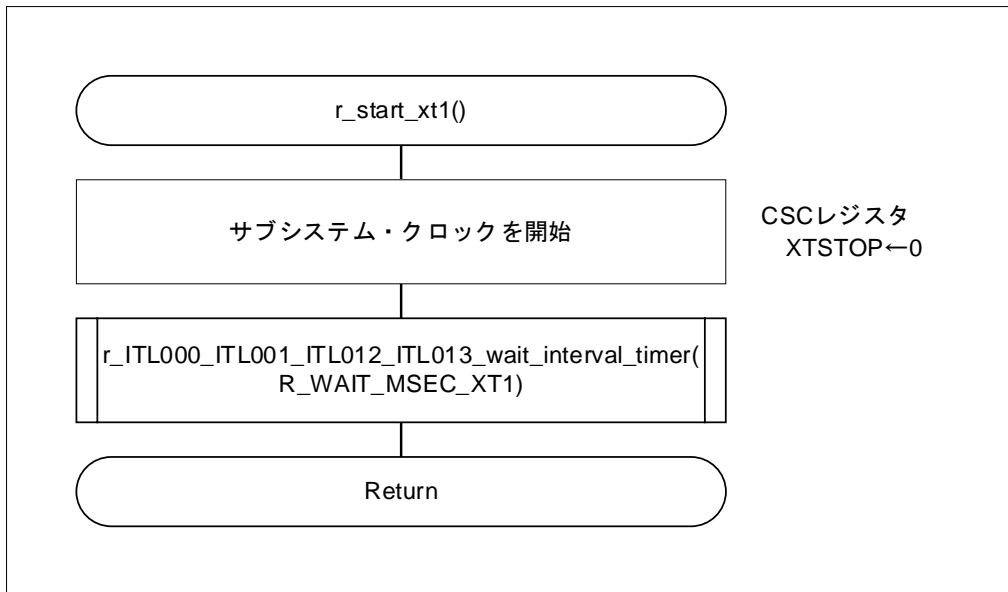 r_start_xt1()
サブシステム・クロックを開始
CSCレジスタ
XTSTOP←0
r_ITL000_ITL001_ITL012_ITL013_wait_interval_timer(
R_WAIT_MSEC_XT1)
Return